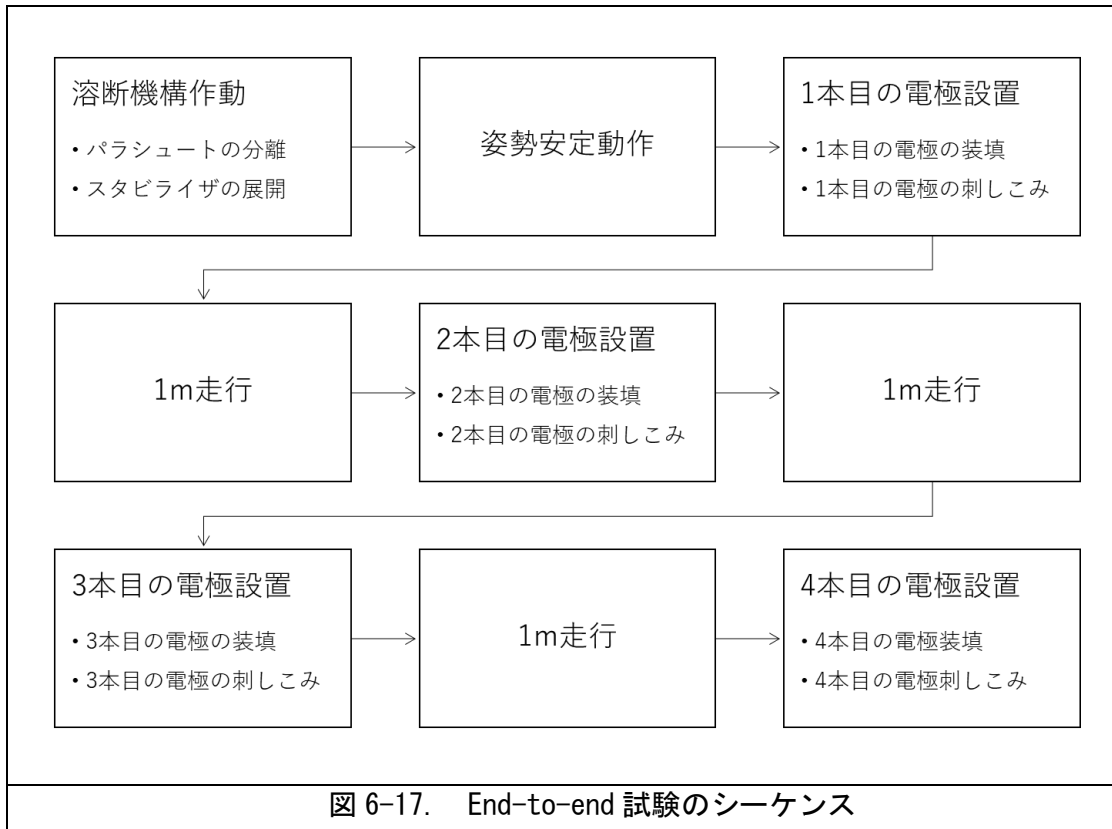 溶断機構作動
・パラシュートの分離
・スタビライザの展開
姿勢安定動作
1本目の電極設置
・1本目の電極の装填
・1本目の電極の刺しこみ
1m走行
2本目の電極設置
・2本目の電極の装填
・2本目の電極の刺しこみ
1m走行
3本目の電極設置
・3本目の電極の装填
・3本目の電極の刺しこみ
1m走行
4本目の電極設置
・4本目の電極装填
・4本目の電極刺しこみ
図 6-17. End-to-end 試験のシーケンス